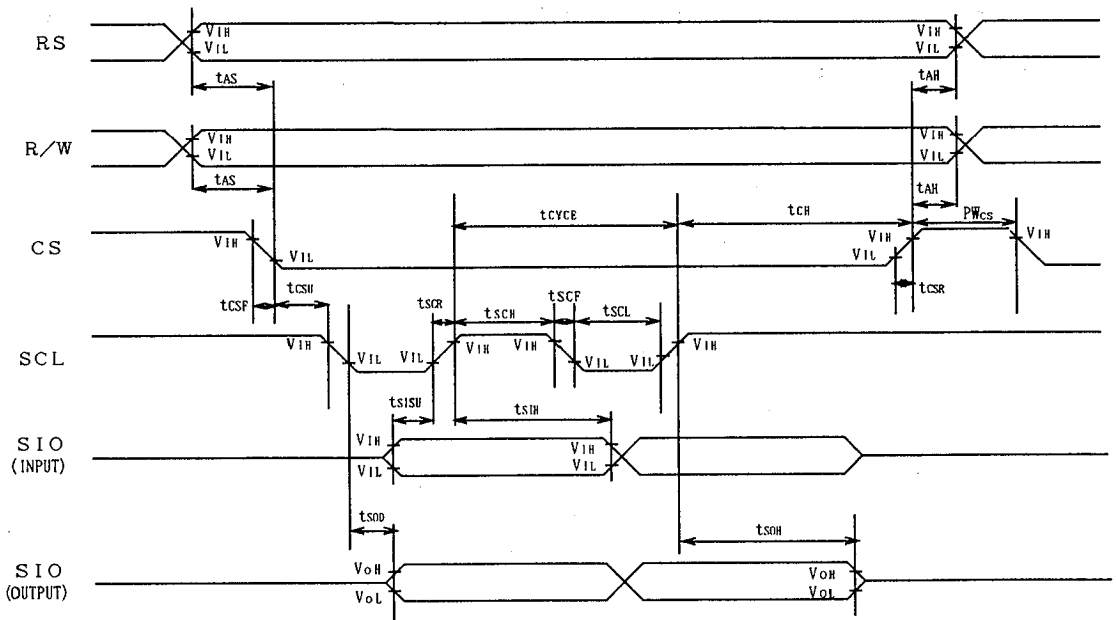 RS VIH VIL VIH VIL
tAS tAH
R/W VIH VIL VIH VIL
tAS tAH
tCYCE tCH PWCS
CS VIH VIL VIH VIH
tCSF tCSU tSCR tSCH tSCF tSCL tCSR
SCL VIH VIL VIL VIH VIH VIL VIL VIH
tSISU tSIH
SIO VIH VIH
(INPUT) VIL VIL
tSOD tSOH
SIO VOH VOH
(OUTPUT) VOL VOL